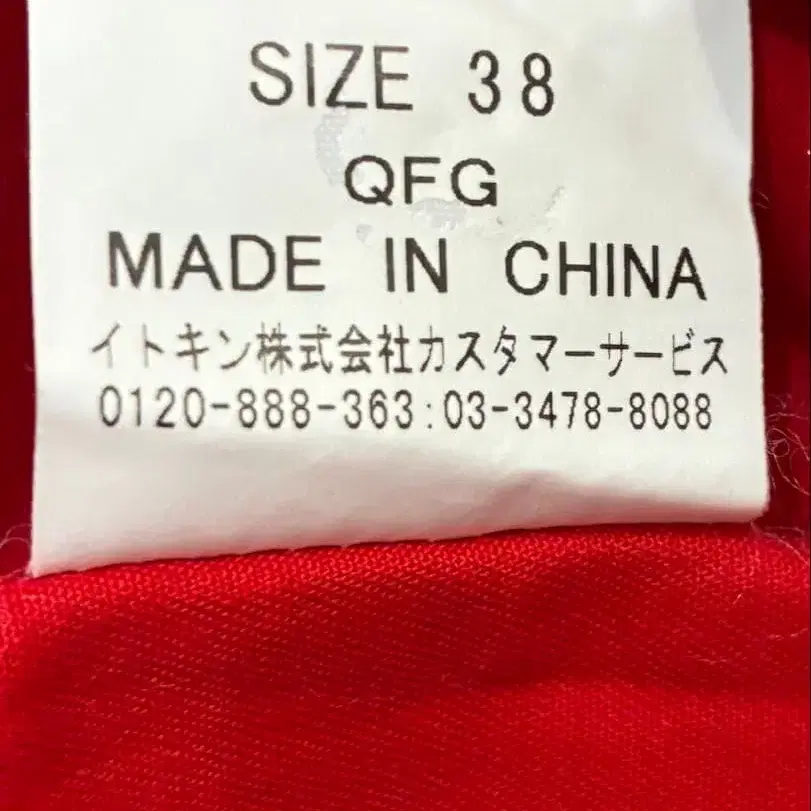 SIZE 38
QFG
MADE IN CHINA
イトキン株式会社カスタマーサービス
0120-888-363:03-3478-8088